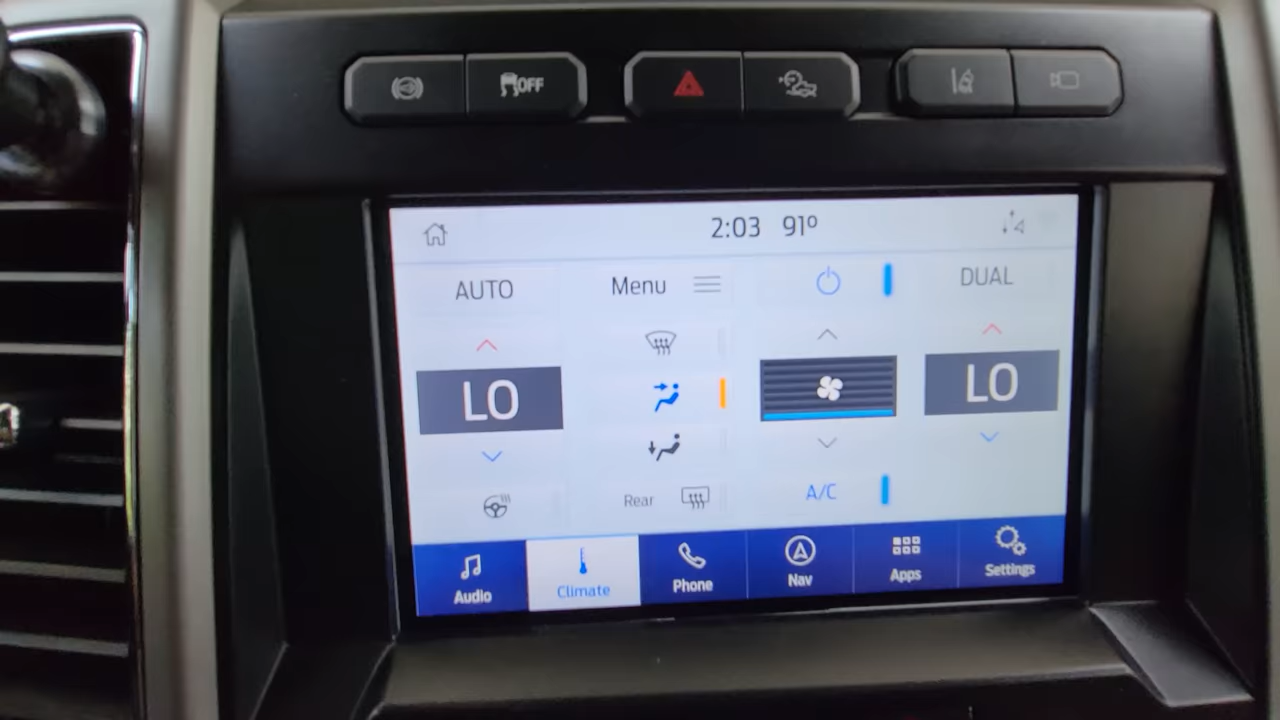 OFF
2:03 91º
AUTO
Menu
DUAL
LO
LO
Rear
A/C
Audio
Climate
Phone
Nav
Apps
Settings